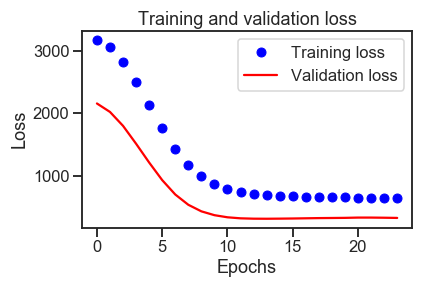 Training and validation loss
Training loss
Validation loss
3000
2000
1000
Loss
0 5 10 15 20
Epochs